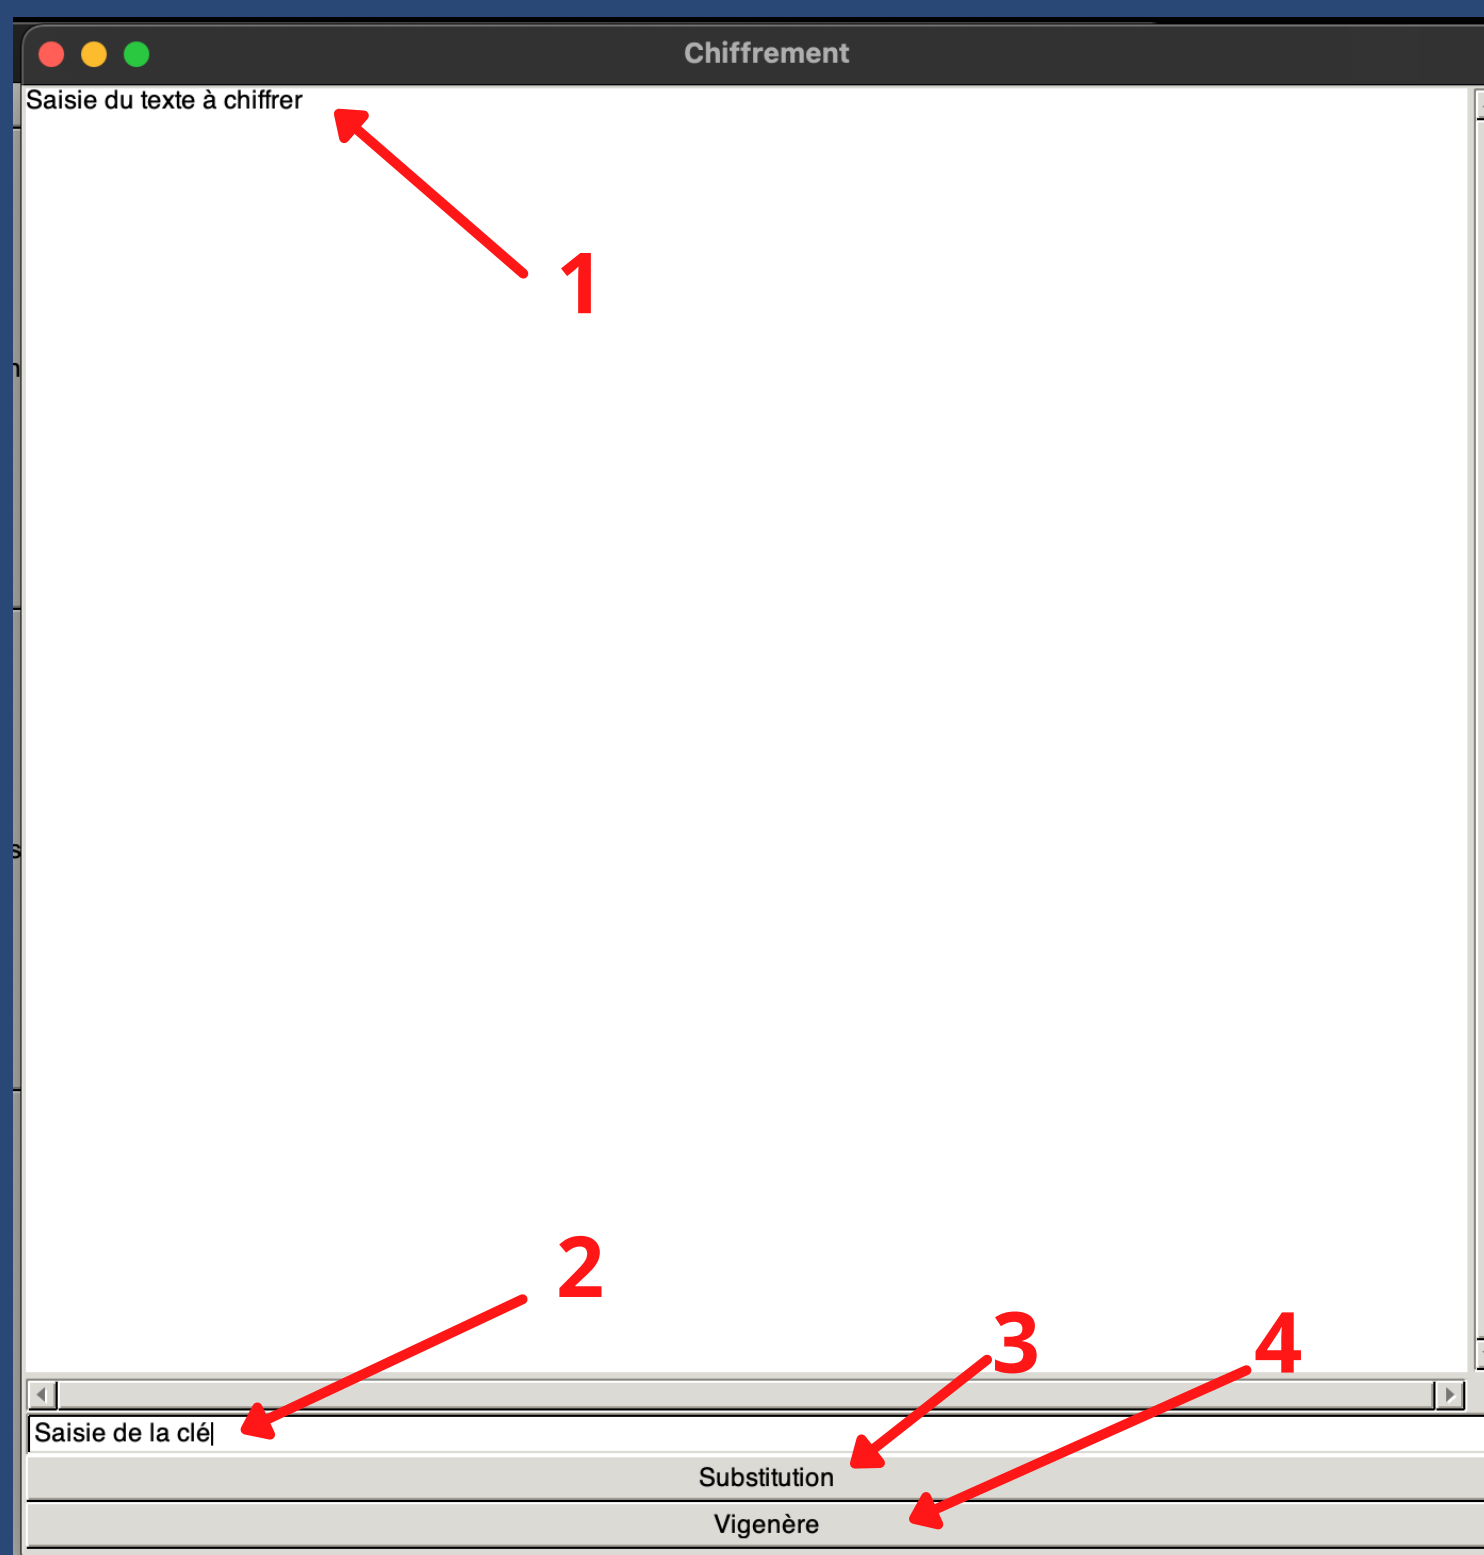 Chiffrement
Saisie du texte à chiffrer
1
2
3
4
Saisie de la clé
Substitution
Vigenère